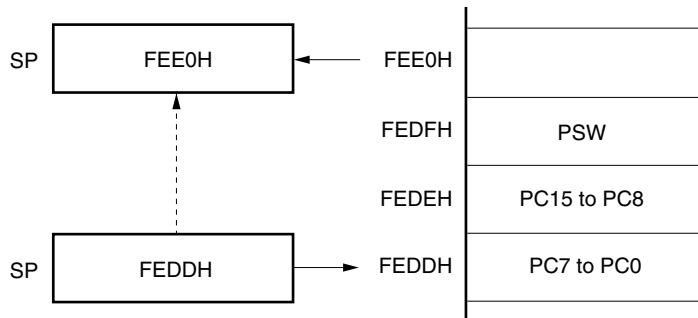 SP FEE0H FEE0H
FEDFH PSW
FEDEH PC15 to PC8
SP FEDDH FEDDH PC7 to PC0